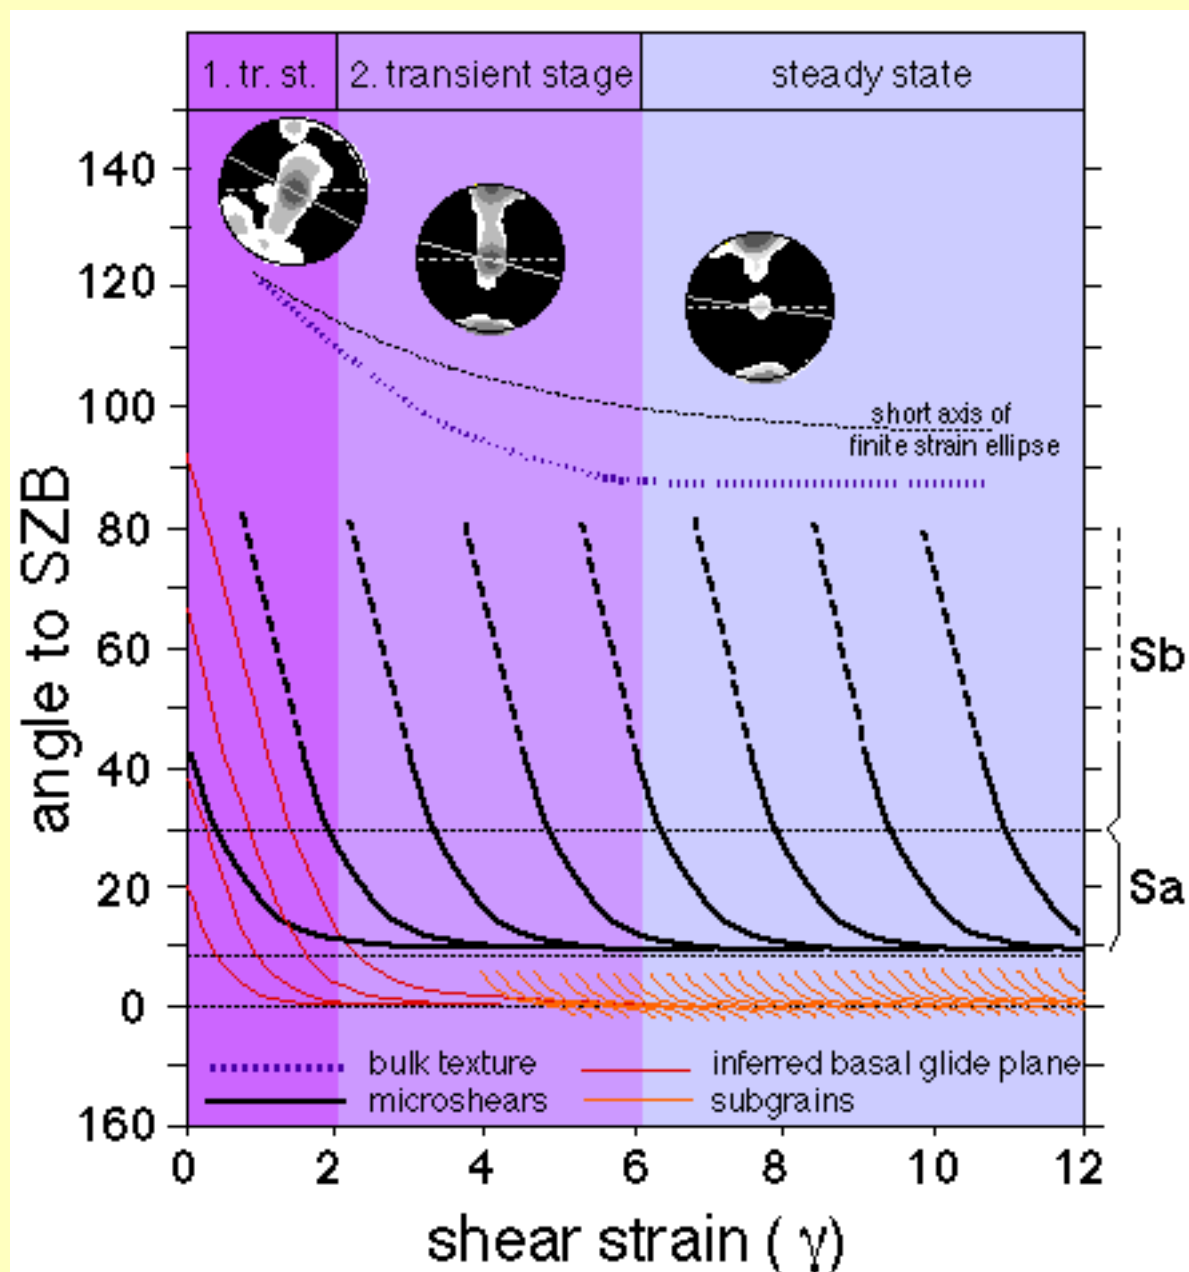 1. tr. st.
2. transient stage
steady state
140
120
100
80
60
40
20
0
160
angle to SZB
short axis of
finite strain ellipse
Sb
Sa
bulk texture
inferred basal glide plane
microshears
subgrains
0
2
4
6
8
10
12
shear strain ( γ)